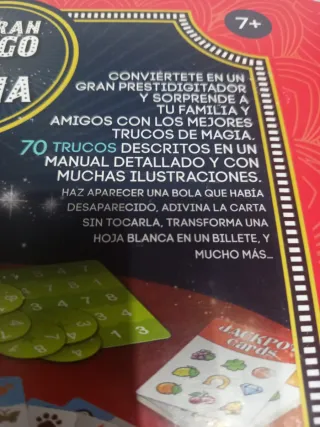 RAN
7+
GO
IA
CONVIÉRTETE EN UN
GRAN PRESTIDIGITADOR
Y SORPRENDE A
TU FAMILIA Y
AMIGOS CON LOS MEJORES
TRUCOS DE MAGIA.
70 TRUCOS DESCRITOS EN UN
MANUAL DETALLADO Y CON
MUCHAS ILUSTRACIONES.
HAZ APARECER UNA BOLA QUE HABÍA
DESAPARECIDO, ADIVINA LA CARTA
SIN TOCARLA, TRANSFORMA UNA
HOJA BLANCA EN UN BILLETE, Y
MUCHO MÁS...
JACKPOT
cards